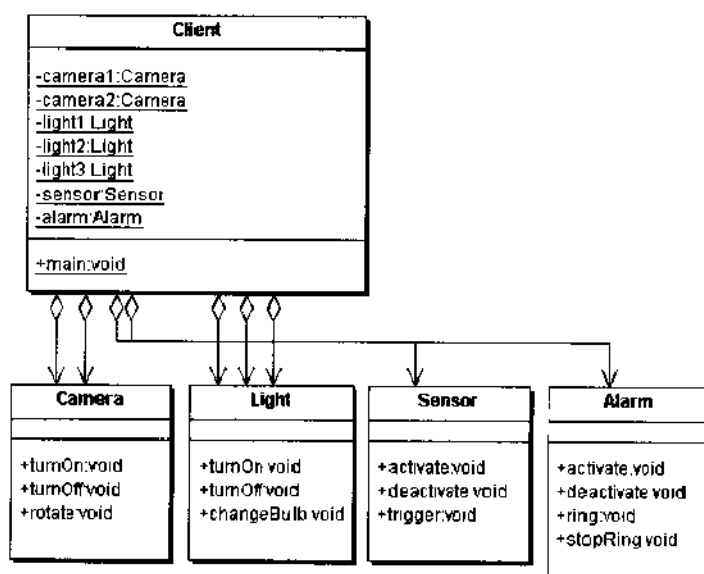 Client
-camera1:Camera
-camera2:Camera
-light1:Light
-light2:Light
-light3:Light
-sensor:Sensor
-alarm:Alarm
+main:void
Camera
+turnOn:void
+turnOff:void
+rotate:void
Light
+turnOn:void
+turnOff:void
+changeBulb:void
Sensor
+activate:void
+deactivate:void
+trigger:void
Alarm
+activate:void
+deactivate:void
+ring:void
+stopRing:void